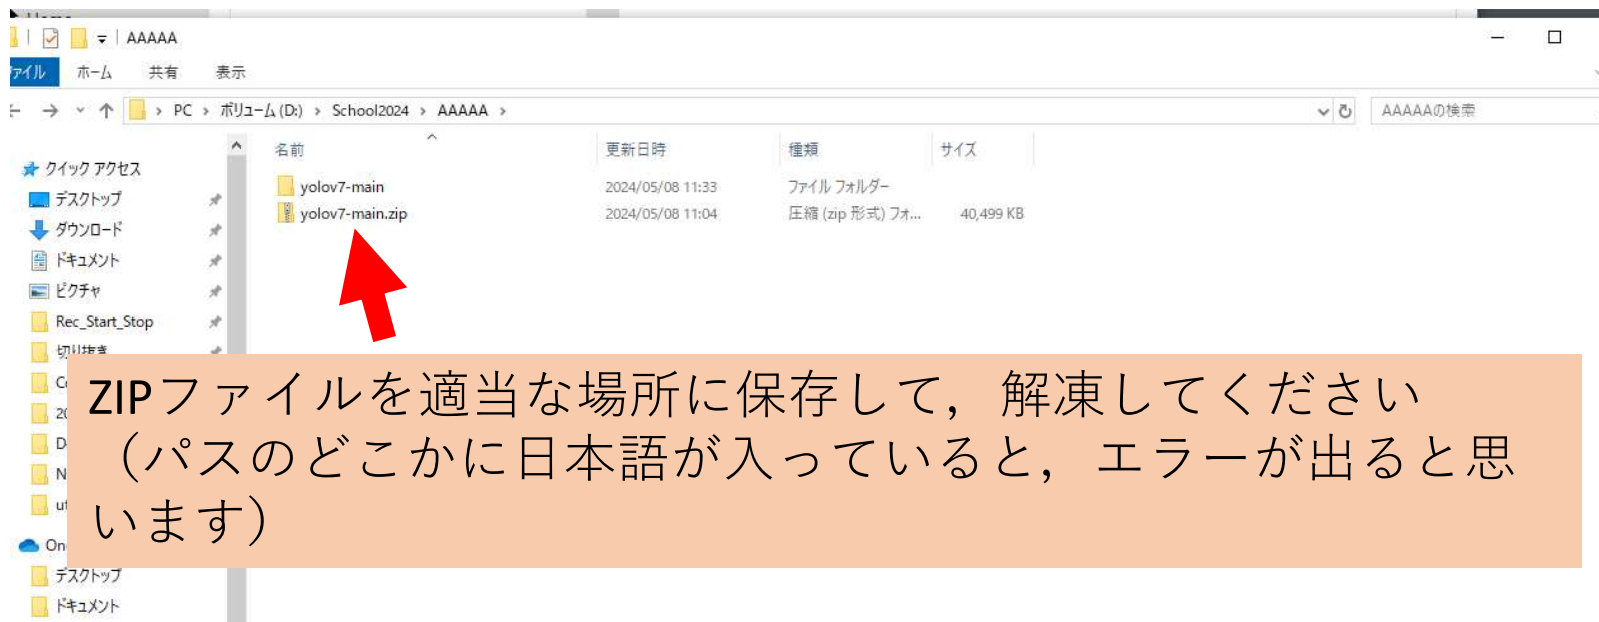 AAAAA
ファイル ホーム 共有 表示
PC › ボリューム (D:) › School2024 › AAAAA ›
AAAAAの検索
名前 更新日時 種類 サイズ
クイック アクセス
デスクトップ
ダウンロード
ドキュメント
ピクチャ
Rec_Start_Stop
切り抜き
yolov7-main 2024/05/08 11:33 ファイル フォルダー
yolov7-main.zip 2024/05/08 11:04 圧縮 (zip 形式) フォ... 40,499 KB
ZIPファイルを適当な場所に保存して，解凍してください
（パスのどこかに日本語が入っていると，エラーが出ると思
います）
On
デスクトップ
ドキュメント